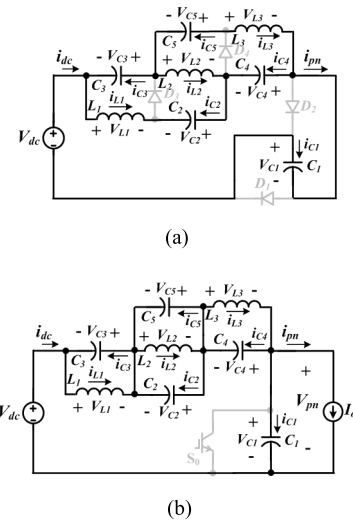 - V_C5 + + V_L3 -
C_5 i_C5 L_3 i_L3
D_4
i_dc - V_C3 + + V_L2 - C_4 i_C4 i_pn
C_3 i_C3 L_2 i_L2 - V_C4 +
L_1 i_L1 D_3 C_2 i_C2 D_2
+ V_L1 - - V_C2 +
V_dc + -
+ i_C1
V_C1 C_1
-
D_1
(a)
- V_C5 + + V_L3 -
C_5 i_C5 L_3 i_L3
i_dc - V_C3 + + V_L2 - C_4 i_C4 i_pn
C_3 i_C3 L_2 i_L2 - V_C4 + +
L_1 i_L1 C_2 i_C2
+ V_L1 - - V_C2 +
V_dc + - V_pn
S_0 + i_C1
V_C1 C_1
- -
(b)